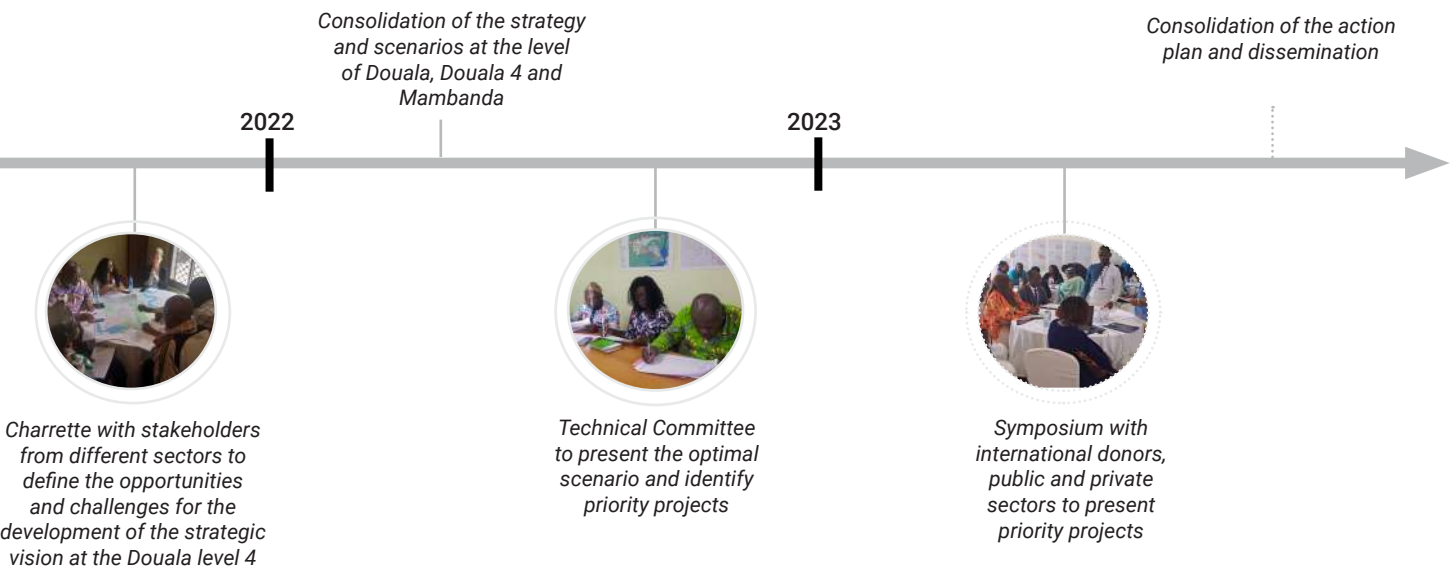 Consolidation of the strategy
and scenarios at the level
of Douala, Douala 4 and
Mambanda
Consolidation of the action
plan and dissemination
2022
2023
Charrette with stakeholders
from different sectors to
define the opportunities
and challenges for the
development of the strategic
vision at the Douala level 4
Technical Committee
to present the optimal
scenario and identify
priority projects
Symposium with
international donors,
public and private
sectors to present
priority projects